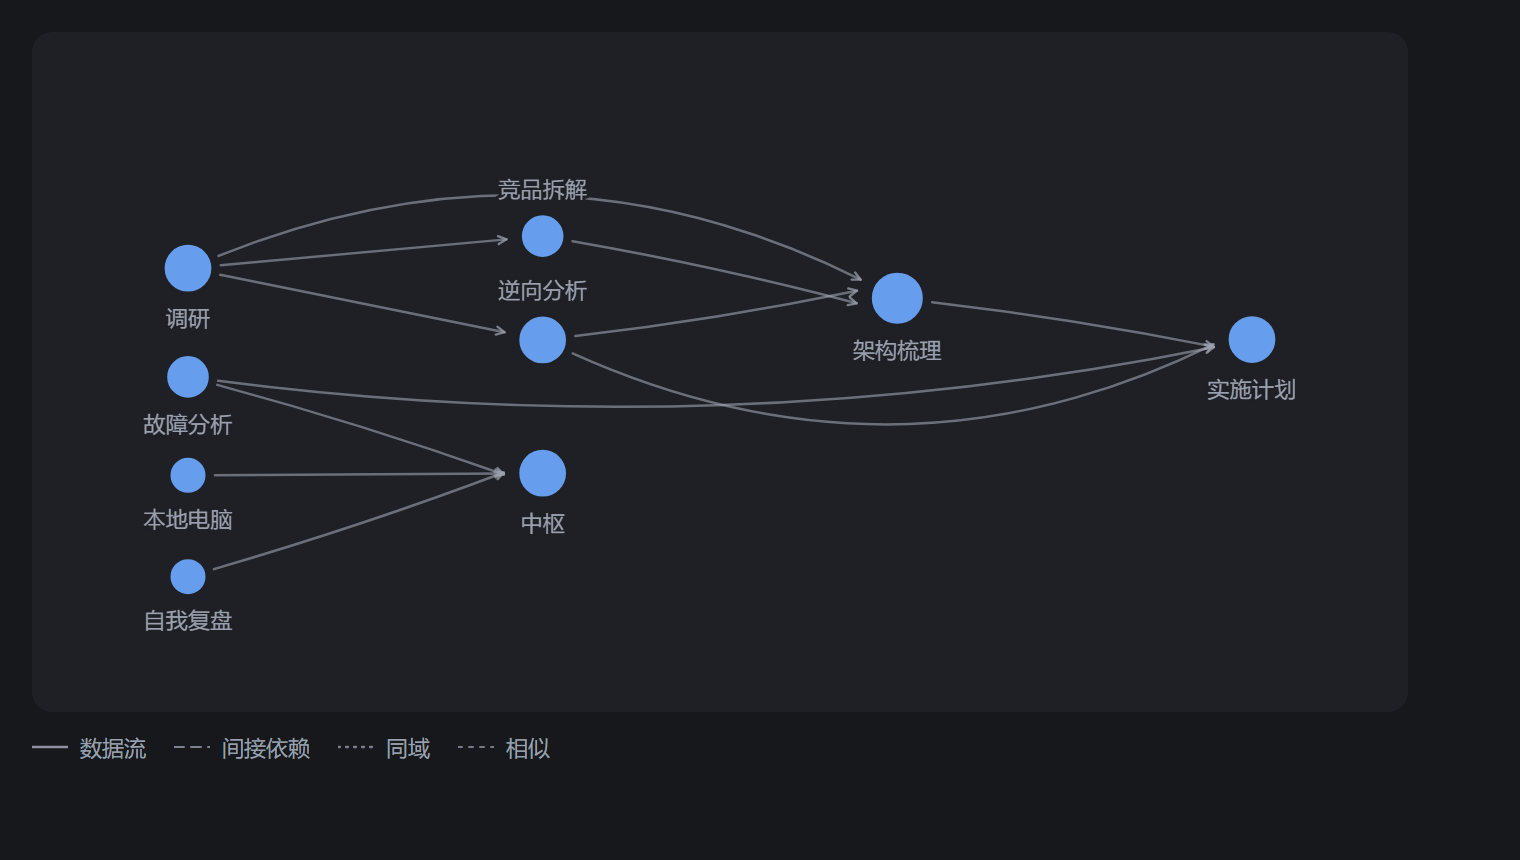 竞品拆解
调研
逆向分析
架构梳理
实施计划
故障分析
本地电脑
中枢
自我复盘
数据流
间接依赖
同域
相似